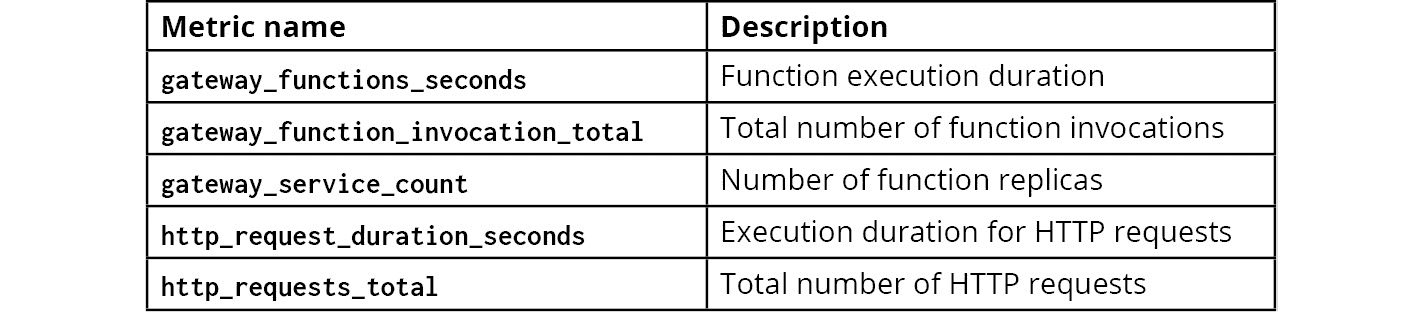 Metric name Description
gateway_functions_seconds Function execution duration
gateway_function_invocation_total Total number of function invocations
gateway_service_count Number of function replicas
http_request_duration_seconds Execution duration for HTTP requests
http_requests_total Total number of HTTP requests